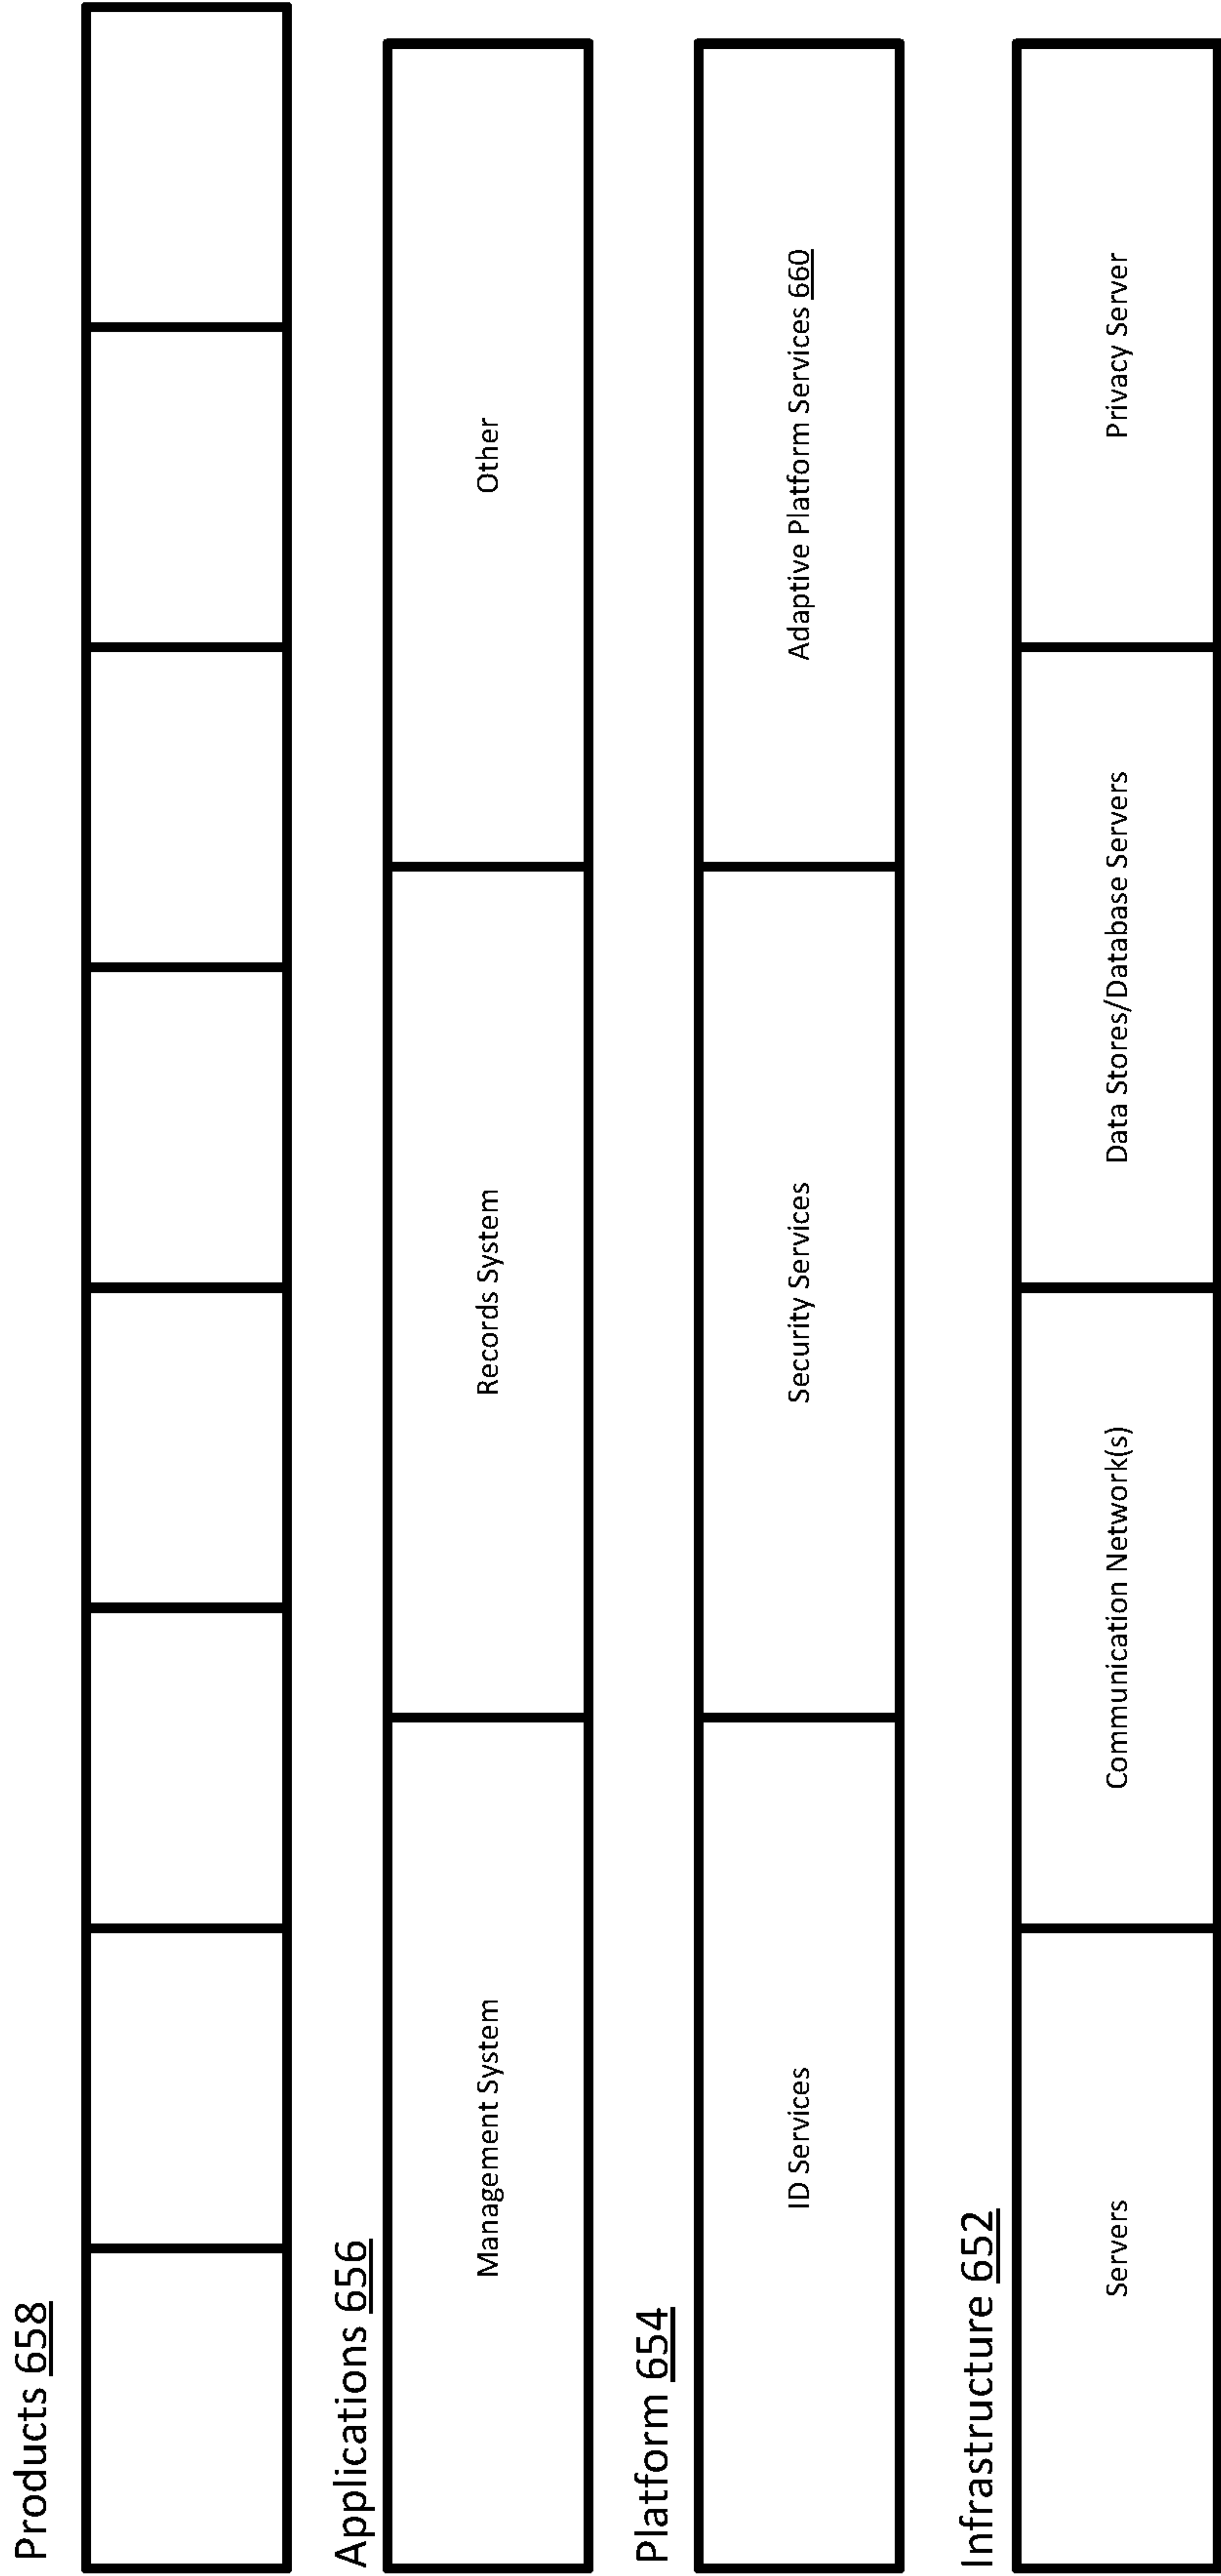 Products 658
Applications 656
Management System
Records System
Other
Platform 654
ID Services
Security Services
Adaptive Platform Services 660
Infrastructure 652
Servers
Communication Network(s)
Data Stores/Database Servers
Privacy Server